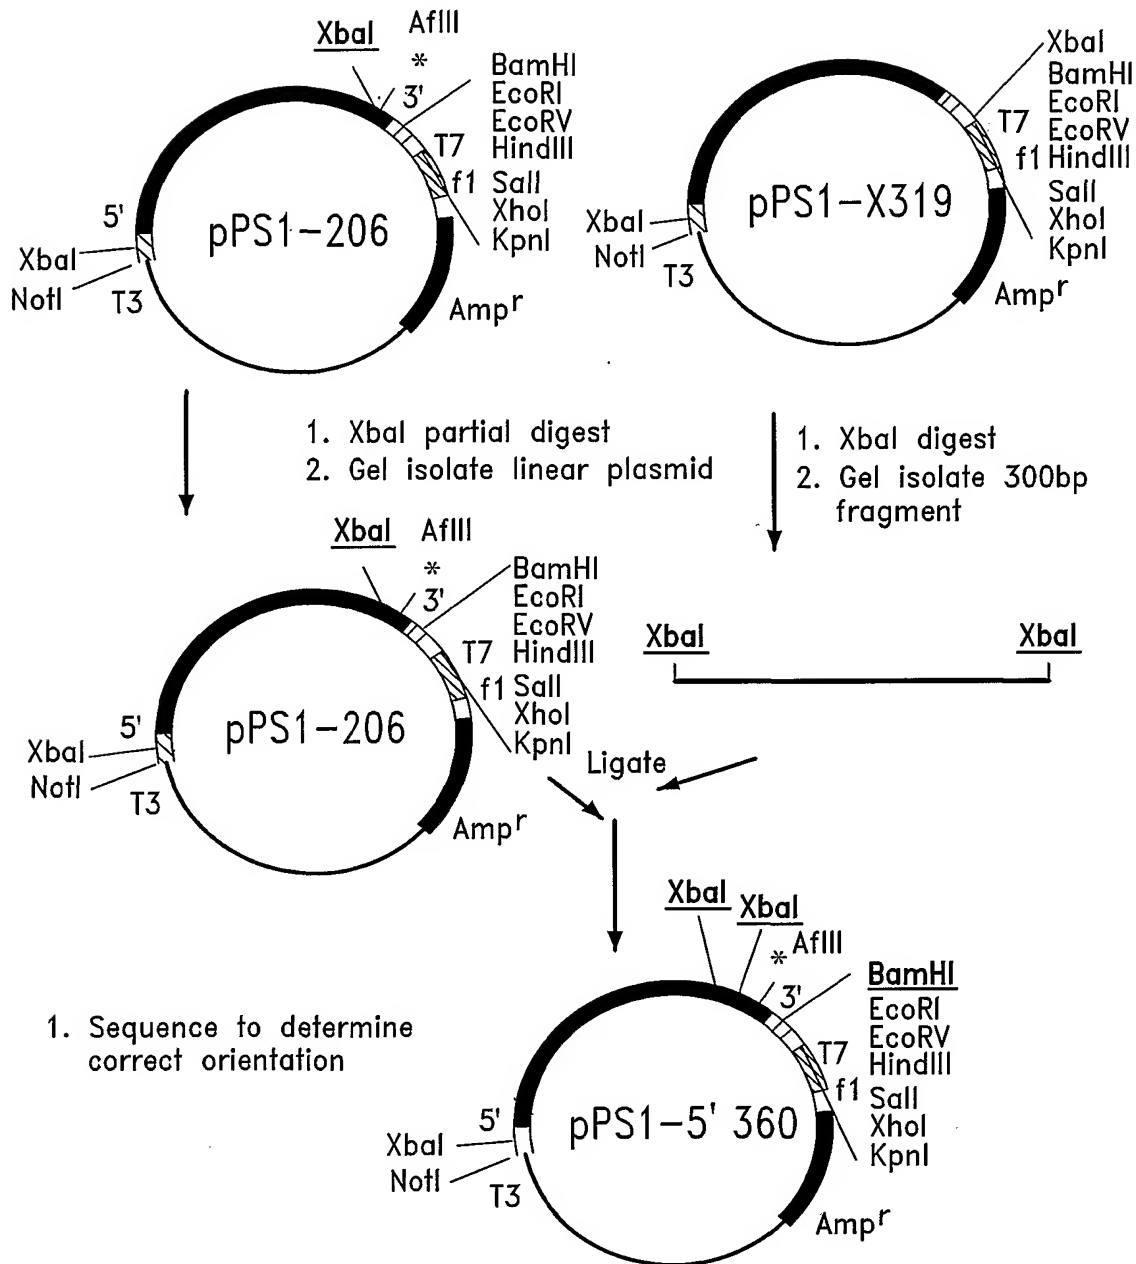 XbaI
AflII
*
3'
BamHI
EcoRI
EcoRV
HindIII
T7
f1
SalI
XhoI
KpnI
5'
XbaI
NotI
T3
pPS1-206
Ampr
XbaI
BamHI
EcoRI
EcoRV
HindIII
T7
f1
SalI
XhoI
KpnI
XbaI
NotI
T3
pPS1-X319
Ampr
1. XbaI partial digest
2. Gel isolate linear plasmid
1. XbaI digest
2. Gel isolate 300bp
fragment
XbaI
AflII
*
3'
BamHI
EcoRI
EcoRV
HindIII
T7
f1
SalI
XhoI
KpnI
5'
XbaI
NotI
T3
pPS1-206
Ampr
XbaI
XbaI
Ligate
XbaI
XbaI
AflII
*
3'
BamHI
EcoRI
EcoRV
HindIII
T7
f1
SalI
XhoI
KpnI
1. Sequence to determine
correct orientation
5'
XbaI
NotI
T3
pPS1-5' 360
Ampr